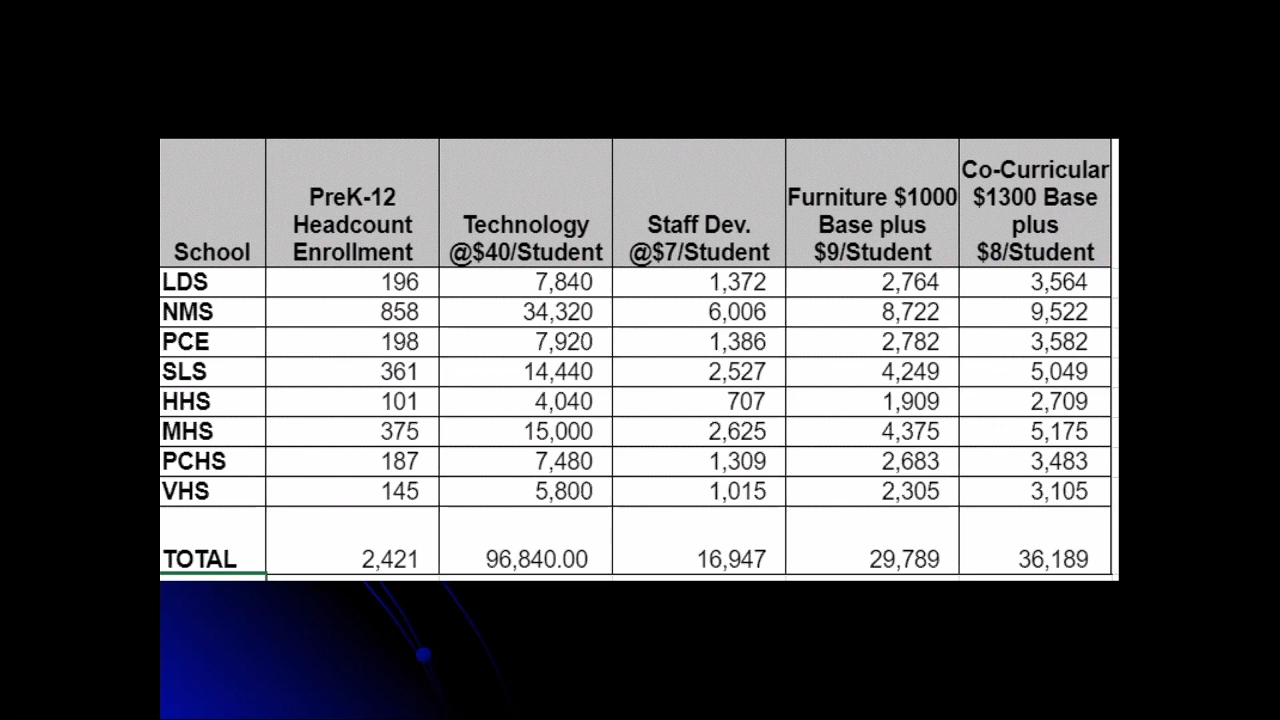 School PreK-12 Headcount Enrollment Technology @$40/Student Staff Dev. @$7/Student Furniture $1000 Base plus $9/Student Co-Curricular $1300 Base plus $8/Student
LDS 196 7,840 1,372 2,764 3,564
NMS 858 34,320 6,006 8,722 9,522
PCE 198 7,920 1,386 2,782 3,582
SLS 361 14,440 2,527 4,249 5,049
HHS 101 4,040 707 1,909 2,709
MHS 375 15,000 2,625 4,375 5,175
PCHS 187 7,480 1,309 2,683 3,483
VHS 145 5,800 1,015 2,305 3,105
TOTAL 2,421 96,840.00 16,947 29,789 36,189